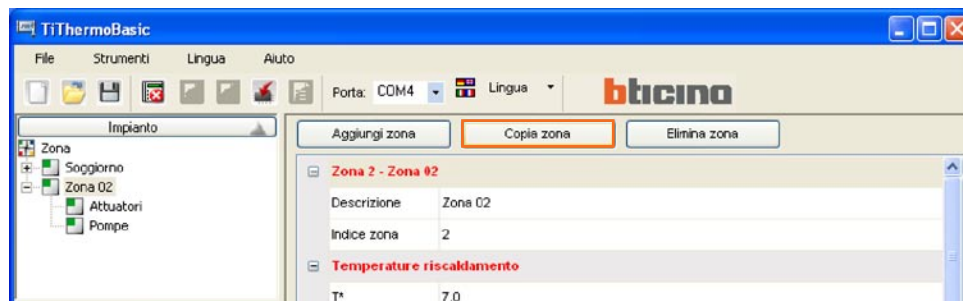 TiThermoBasic
File Strumenti Lingua Aiuto
Porta: COM4 Lingua bticino
Impianto
Zona
Soggiorno
Zona 02
Attuatori
Pompe
Aggiungi zona Copia zona Elimina zona
Zona 2 - Zona 02
Descrizione Zona 02
Indice zona 2
Temperature riscaldamento
T* 7.0